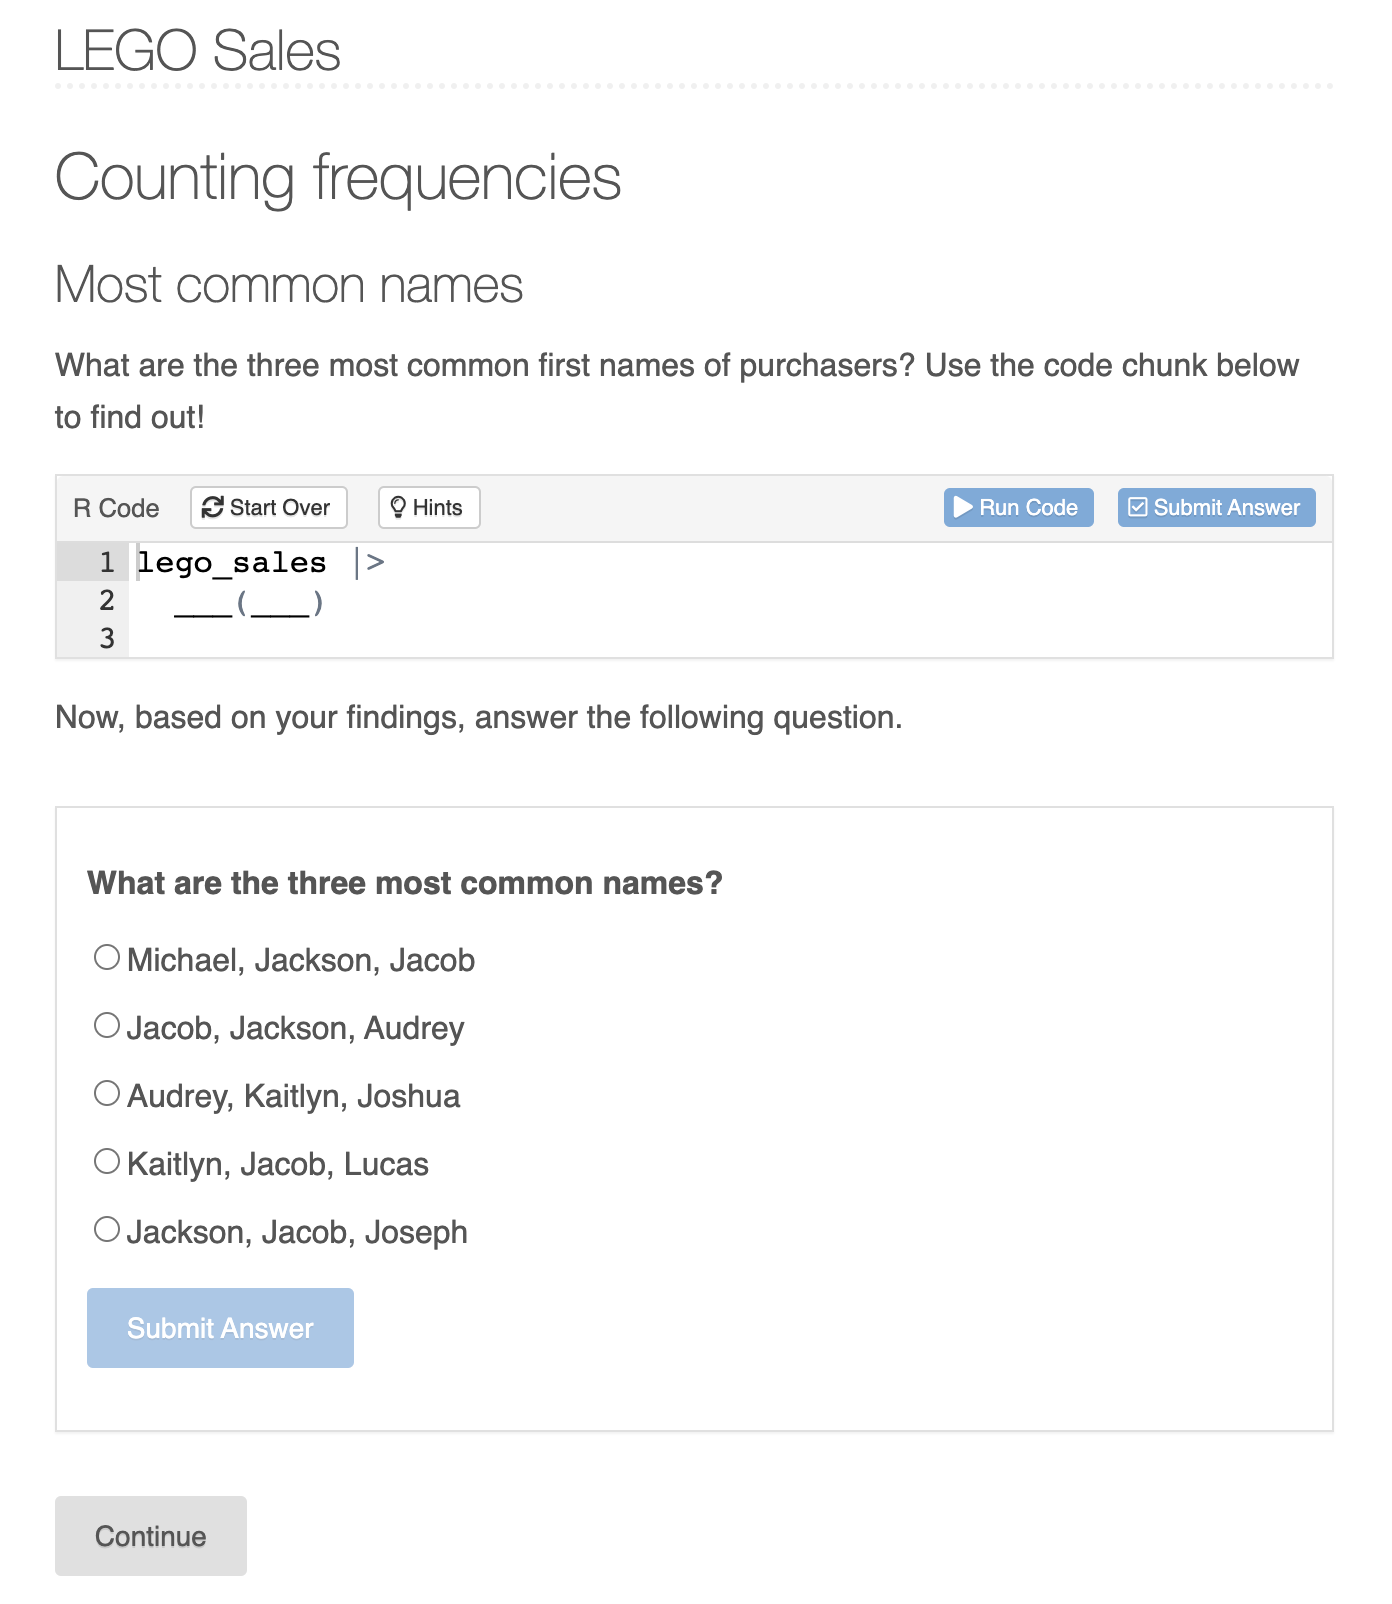 LEGO Sales
Counting frequencies
Most common names
What are the three most common first names of purchasers? Use the code chunk below
to find out!
R Code Start Over Hints Run Code Submit Answer
1 lego_sales |>
2 ___(___)
3
Now, based on your findings, answer the following question.
What are the three most common names?
Michael, Jackson, Jacob
Jacob, Jackson, Audrey
Audrey, Kaitlyn, Joshua
Kaitlyn, Jacob, Lucas
Jackson, Jacob, Joseph
Submit Answer
Continue